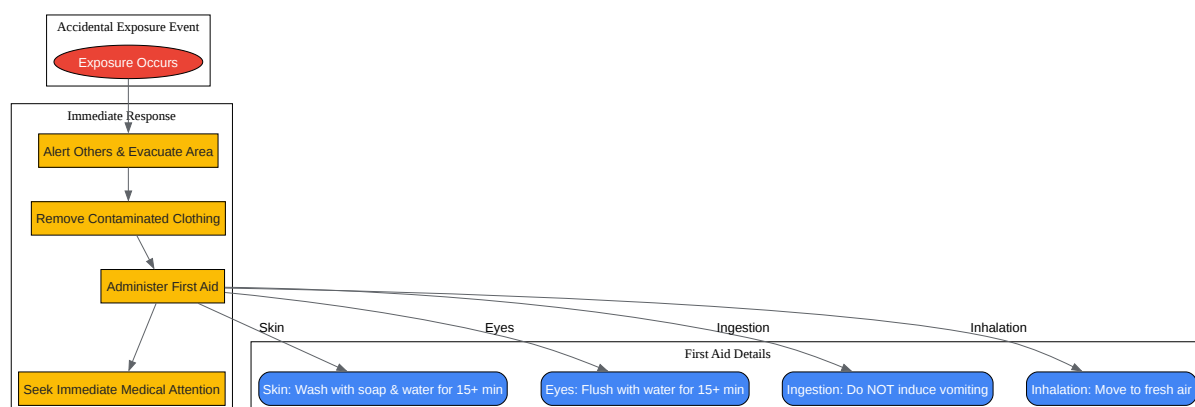 Accidental Exposure Event
Exposure Occurs
Immediate Response
Alert Others & Evacuate Area
Remove Contaminated Clothing
Administer First Aid
Skin
Eyes
Ingestion
Inhalation
First Aid Details
Seek Immediate Medical Attention
Skin: Wash with soap & water for 15+ min
Eyes: Flush with water for 15+ min
Ingestion: Do NOT induce vomiting
Inhalation: Move to fresh air